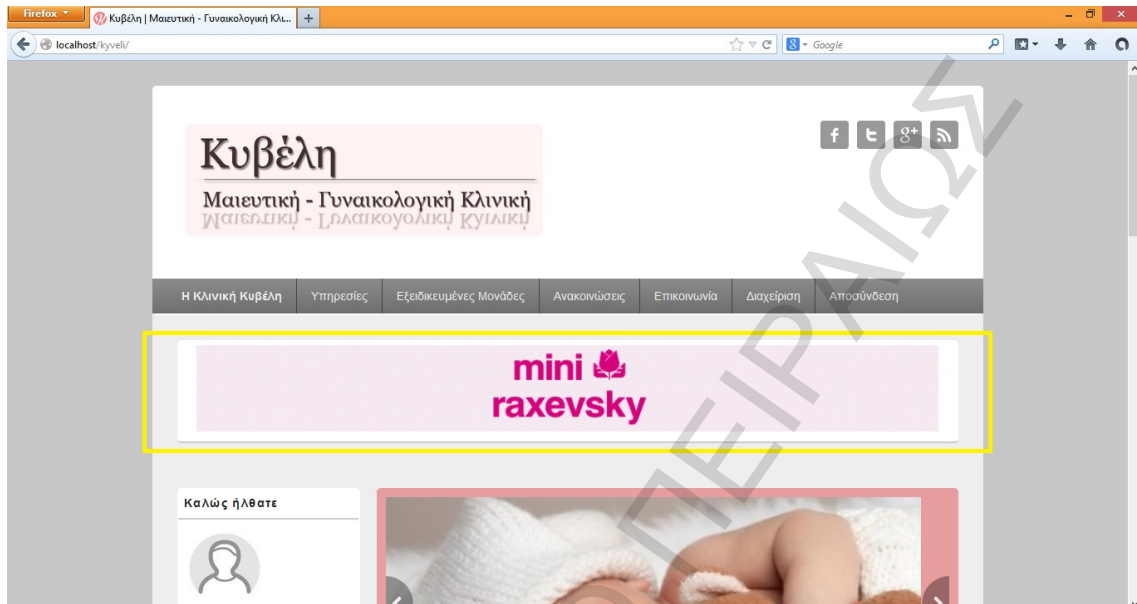 Firefox
Κυβέλη | Μαιευτική - Γυναικολογική Κλι...
localhost/kyveli/
Google
Κυβέλη
Μαιευτική - Γυναικολογική Κλινική
Η Κλινική Κυβέλη Υπηρεσίες Εξειδικευμένες Μονάδες Ανακοινώσεις Επικοινωνία Διαχείριση Αποσύνδεση
mini
raxevsky
Καλώς ήλθατε
ΠΕΙΡΑΙΩΣ